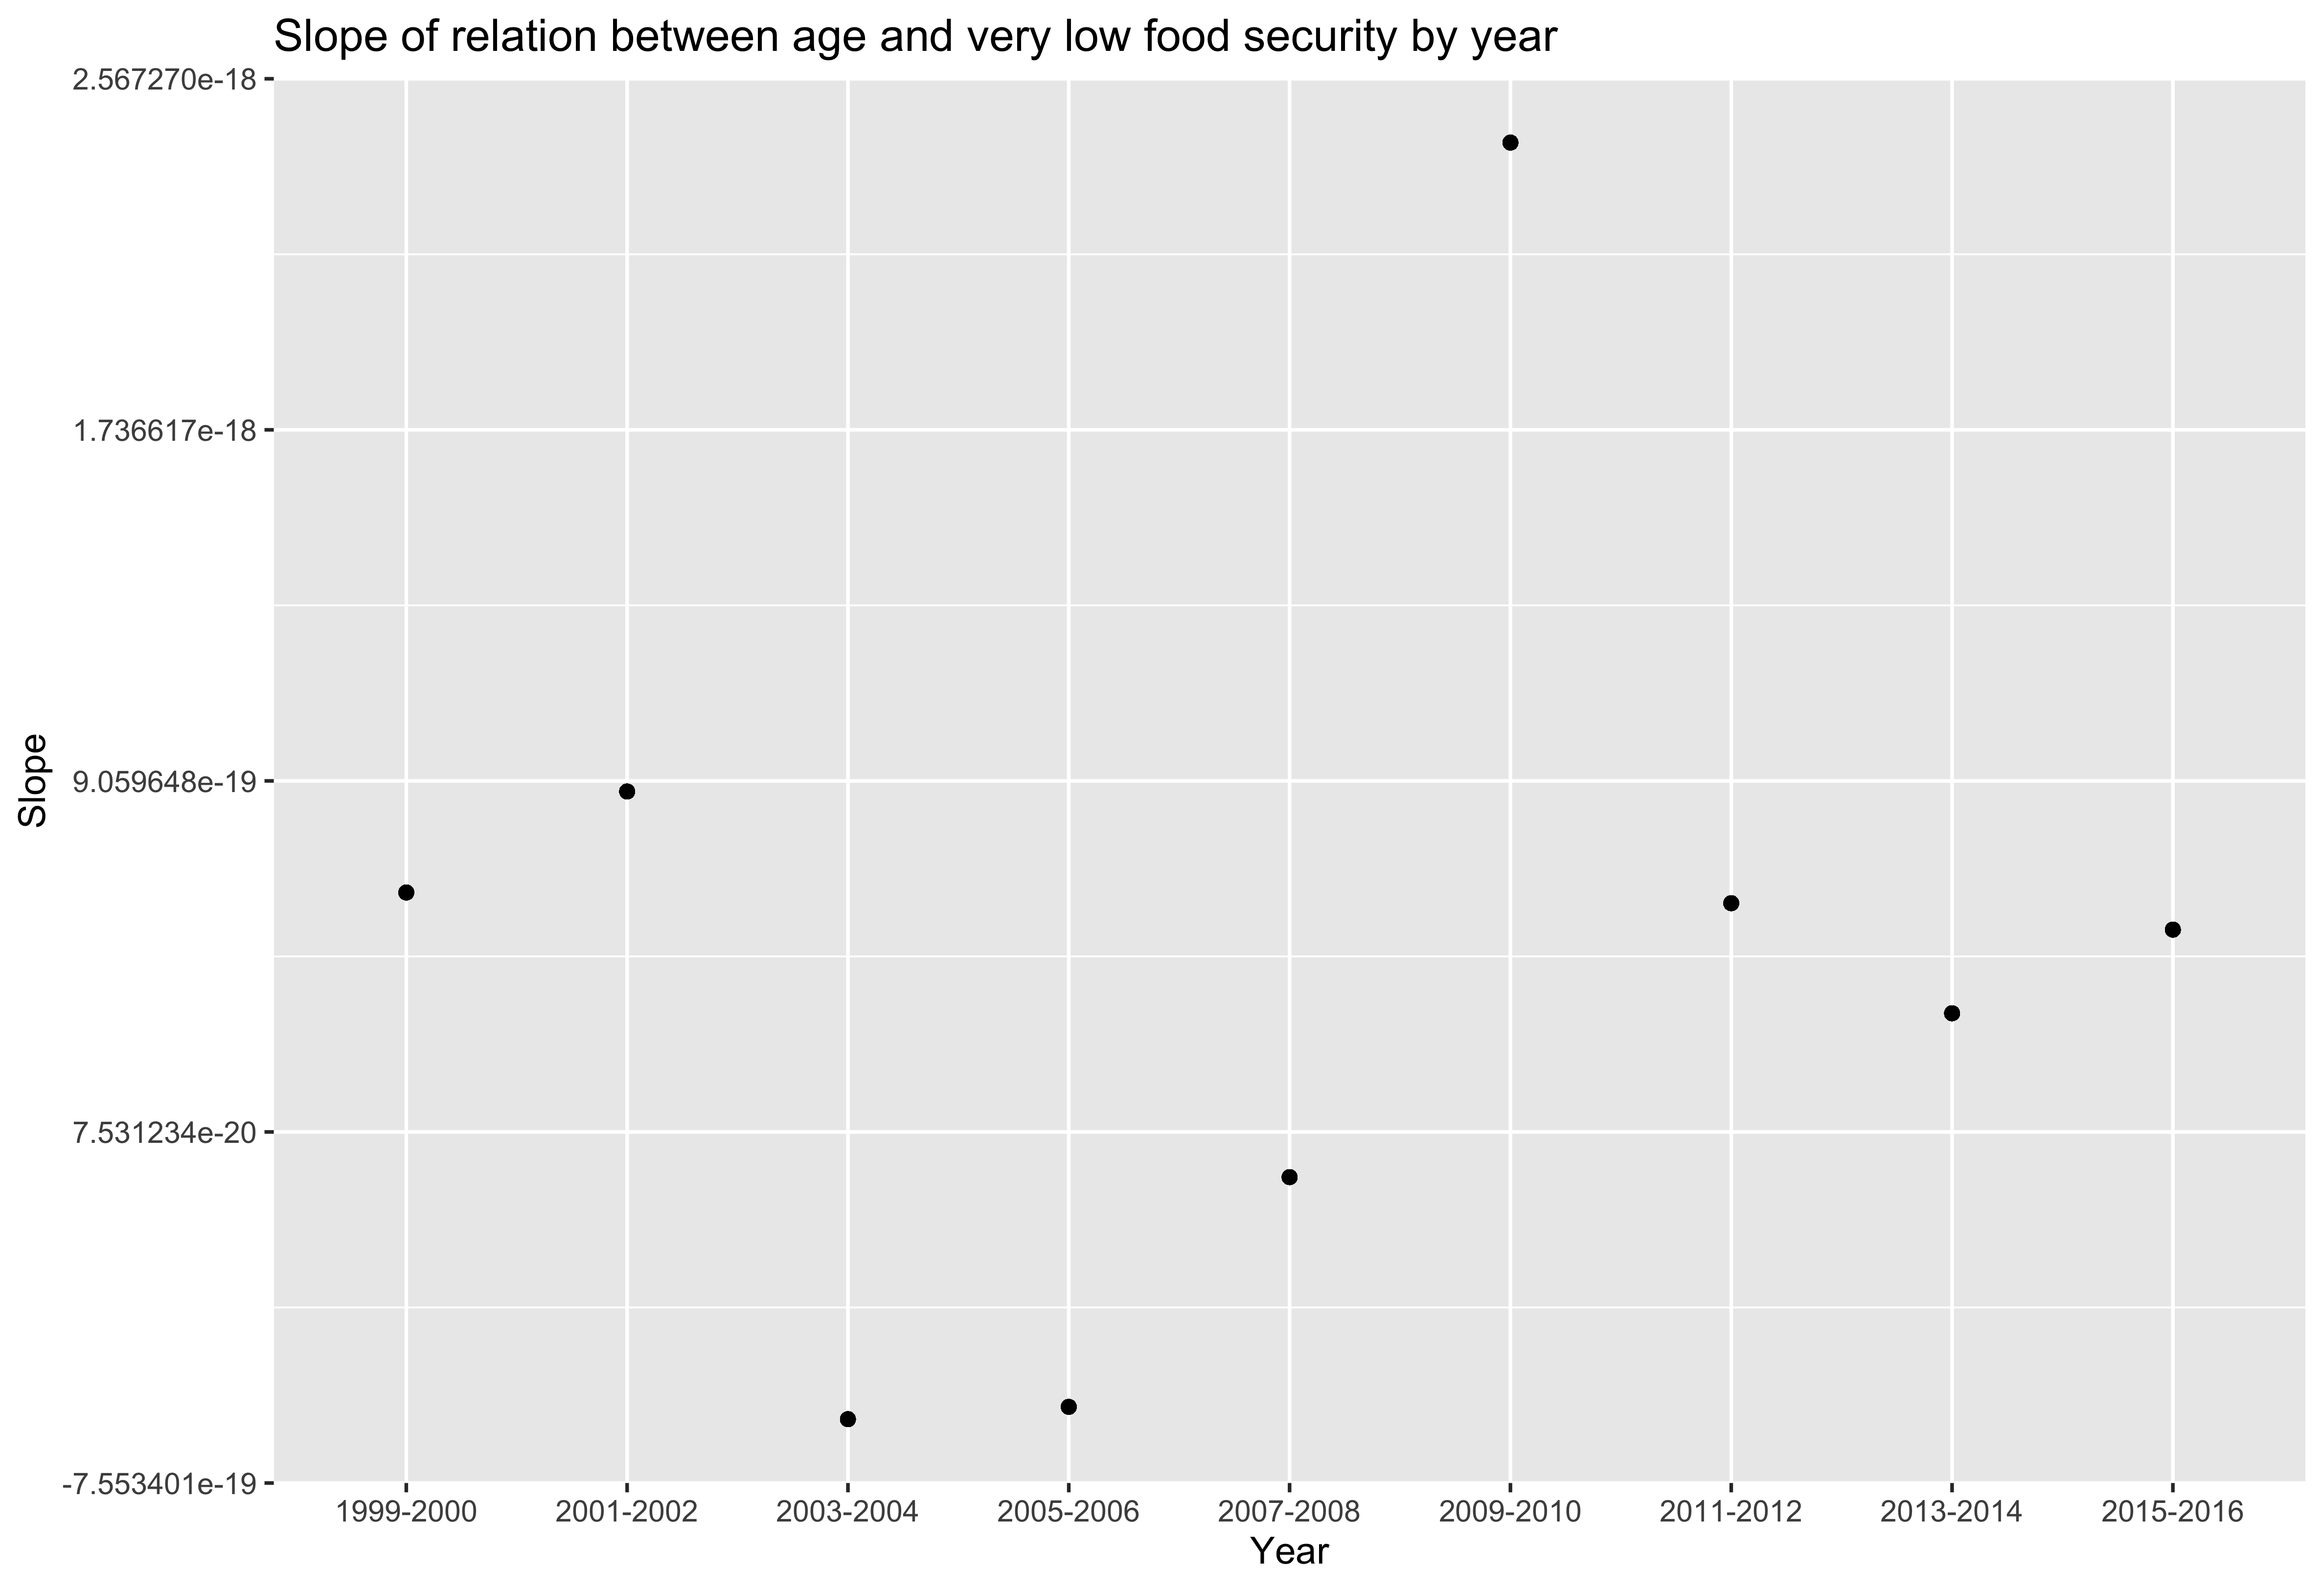 Slope of relation between age and very low food security by year
2.567270e-18
1.736617e-18
9.059648e-19
7.531234e-20
-7.553401e-19
Slope
1999-2000 2001-2002 2003-2004 2005-2006 2007-2008 2009-2010 2011-2012 2013-2014 2015-2016
Year